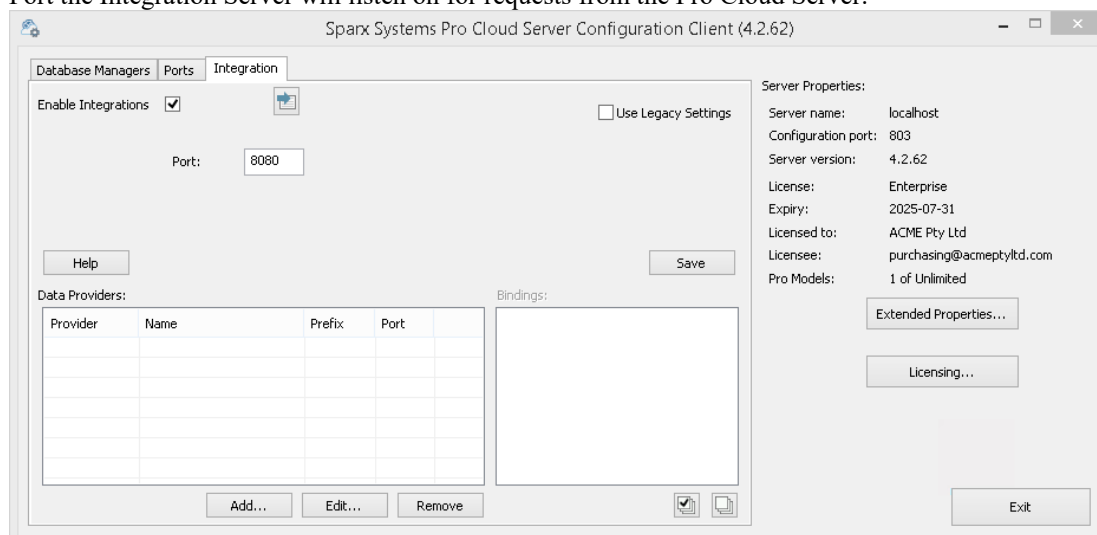 Port the Integration Server will listen on for requests from the Pro Cloud Server.
Sparx Systems Pro Cloud Server Configuration Client (4.2.62)
Database Managers Ports Integration
Enable Integrations
Use Legacy Settings
Port: 8080
Help
Save
Data Providers:
Bindings:
Provider Name Prefix Port
Add... Edit... Remove
Server Properties:
Server name: localhost
Configuration port: 803
Server version: 4.2.62
License: Enterprise
Expiry: 2025-07-31
Licensed to: ACME Pty Ltd
Licensee: purchasing@acmeptyltd.com
Pro Models: 1 of Unlimited
Extended Properties...
Licensing...
Exit